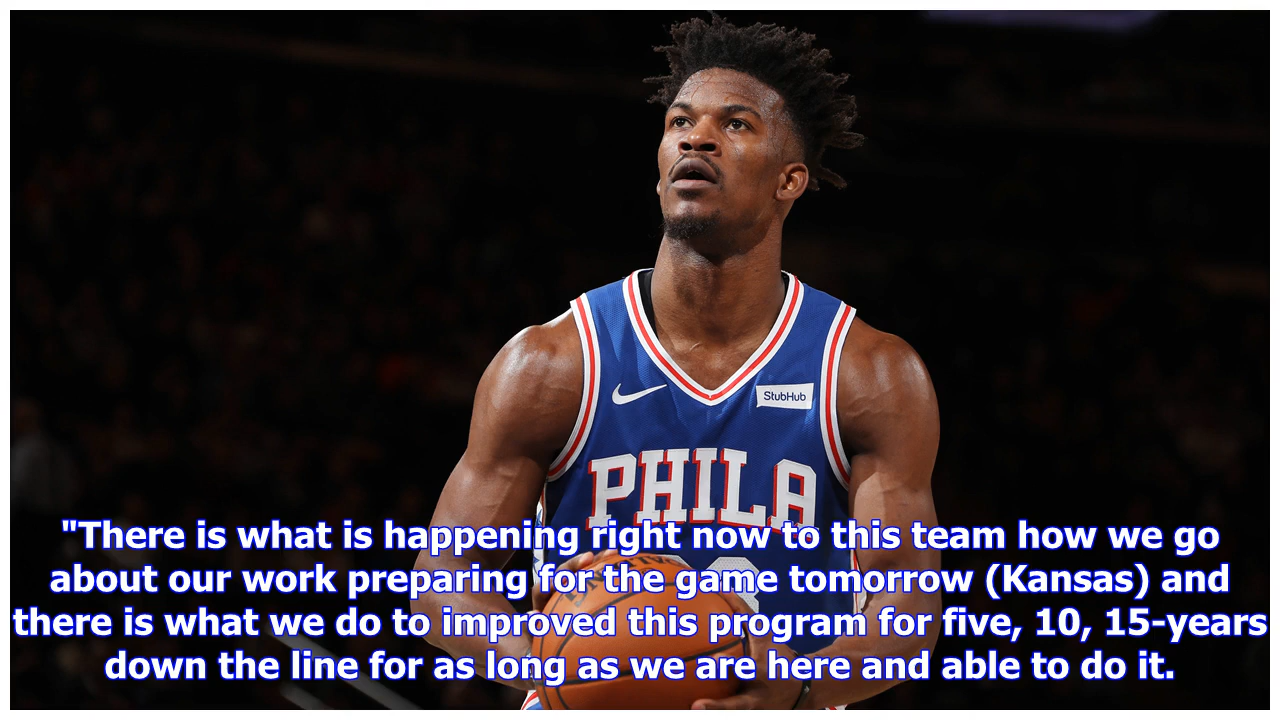 StubHub
PHILA
"There is what is happening right now to this team how we go
about our work preparing for the game tomorrow (Kansas) and
there is what we do to improved this program for five, 10, 15-years
down the line for as long as we are here and able to do it.